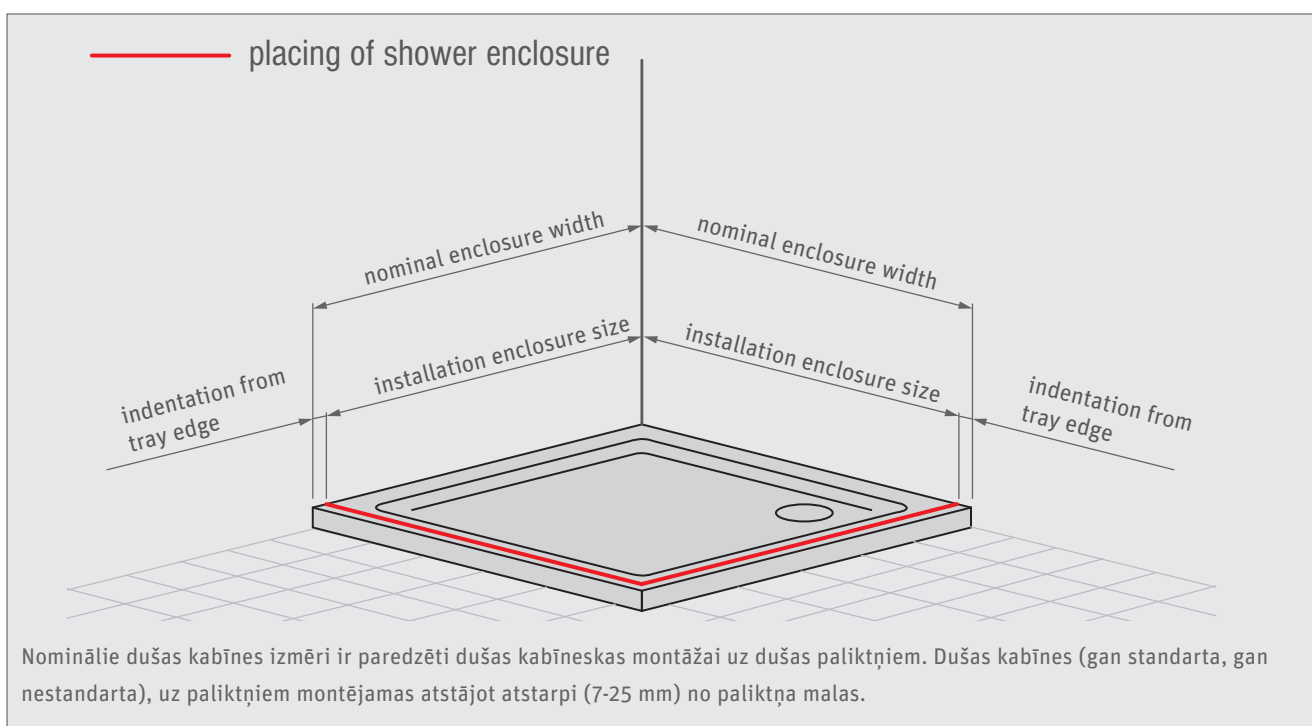 placing of shower enclosure
nominal enclosure width
nominal enclosure width
installation enclosure size
installation enclosure size
indentation from
tray edge
indentation from
tray edge
Nominālie dušas kabīnes izmēri ir paredzēti dušas kabīneskas montāžai uz dušas paliktņiem. Dušas kabīnes (gan standarta, gan
nestandarta), uz paliktņiem montējamas atstājot atstarpi (7-25 mm) no paliktņa malas.